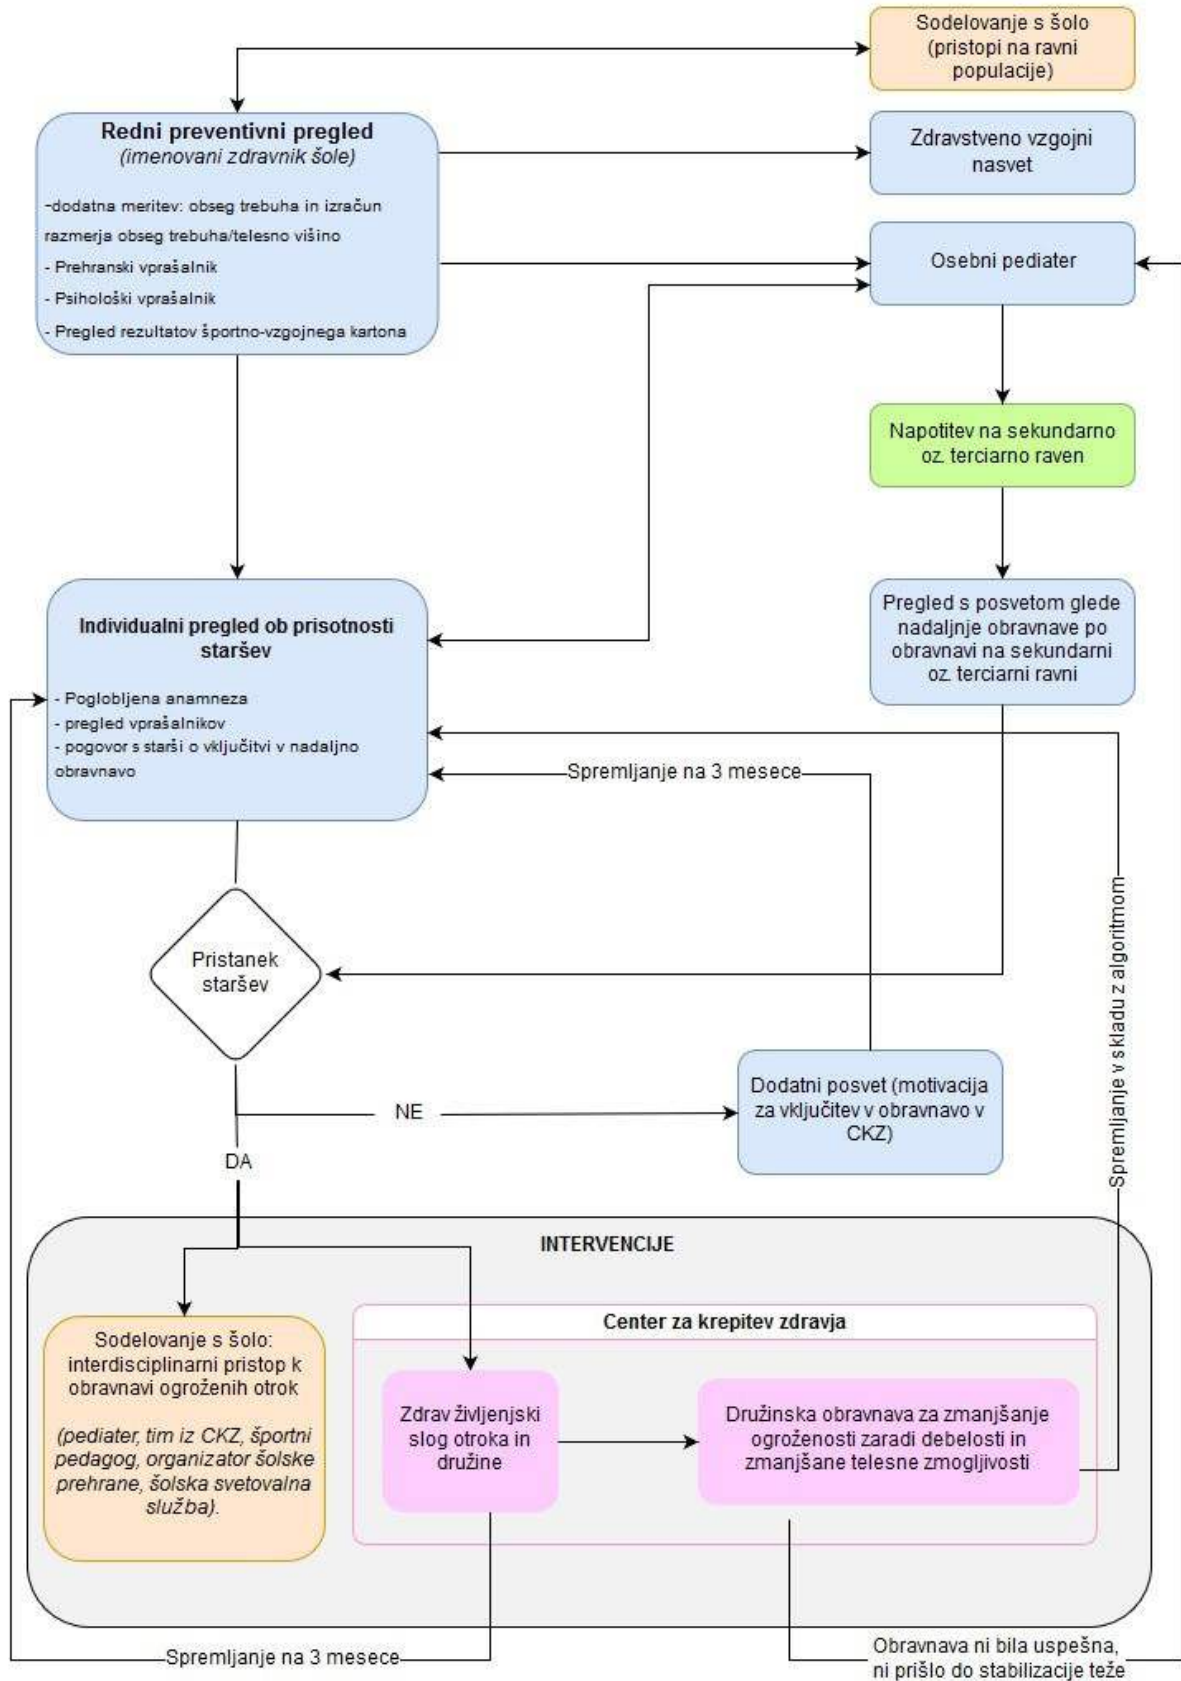 Sodelovanje s šolo
(pristopi na ravni
populacije)
Redni preventivni pregled
(imenovani zdravnik šole)
-dodatna meritev: obseg trebuha in izračun
razmerja obseg trebuha/telesno višino
- Prehranski vprašalnik
- Psihološki vprašalnik
- Pregled rezultatov športno-vzgojnega kartona
Zdravstveno vzgojni
nasvet
Osebni pediater
Napotitev na sekundarno
oz. terciarno raven
Pregled s posvetom glede
nadaljnje obravnave po
obravnavi na sekundarni
oz. terciarni ravni
Individualni pregled ob prisotnosti
staršev
- Poglobljena anamneza
- pregled vprašalnikov
- pogovor s starši o vključitvi v nadaljno
obravnavo
Spremljanje na 3 mesece
Pristanek
staršev
Spremljanje v skladu z algoritmom
Dodatni posvet (motivacija
za vključitev v obravnavo v
CKZ)
NE
DA
INTERVENCIJE
Sodelovanje s šolo:
interdisciplinarni pristop k
obravnavi ogroženih otrok
(pediater, tim iz CKZ, športni
pedagog, organizator šolske
prehrane, šolska svetovalna
služba).
Center za krepitev zdravja
Zdrav življenjski
slog otroka in
družine
Družinska obravnava za zmanjšanje
ogroženosti zaradi debelosti in
zmanjšane telesne zmogljivosti
Spremljanje na 3 mesece
Obravnava ni bila uspešna,
ni prišlo do stabilizacije teže